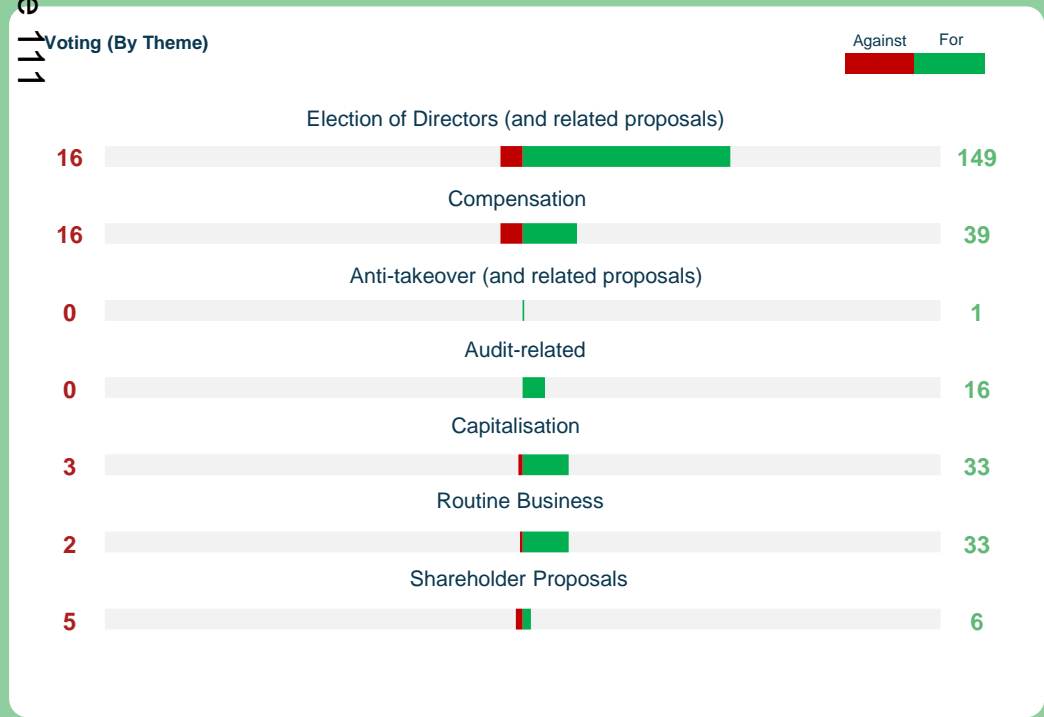 e 111
Voting (By Theme)
Against For
Election of Directors (and related proposals)
16 149
Compensation
16 39
Anti-takeover (and related proposals)
0 1
Audit-related
0 16
Capitalisation
3 33
Routine Business
2 33
Shareholder Proposals
5 6